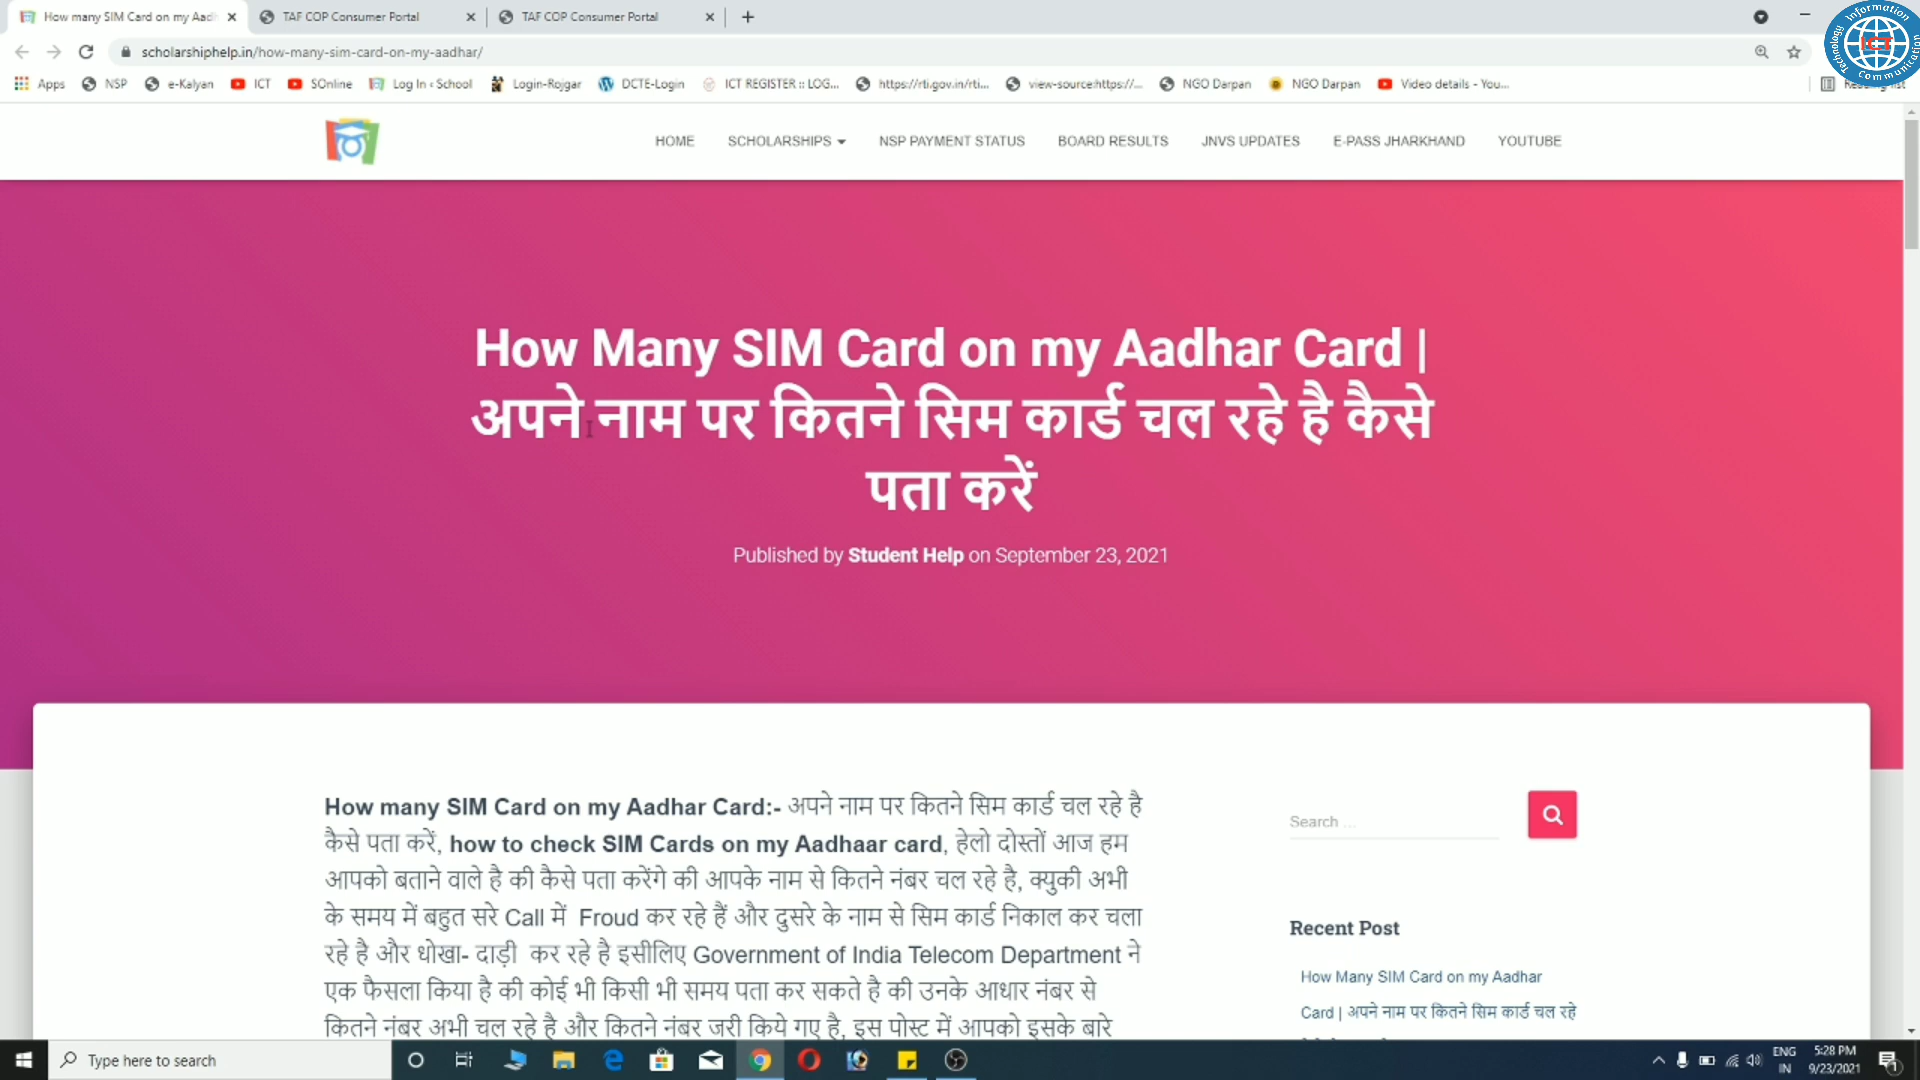 How many SIM Card on my Aadh
TAF COP Consumer Portal
TAF COP Consumer Portal
scholarshiphelp.in/how-many-sim-card-on-my-aadhar/
Apps NSP e-Kalyan ICT SOnline Log In ‹ School Login-Rojgar DCTE-Login ICT REGISTER :: LOG... https://rti.gov.in/rti... view-source:https://... NGO Darpan NGO Darpan Video details - You...
Information
Technology
ICT
Communication
HOME SCHOLARSHIPS NSP PAYMENT STATUS BOARD RESULTS JNVS UPDATES E-PASS JHARKHAND YOUTUBE
How Many SIM Card on my Aadhar Card |
अपने नाम पर कितने सिम कार्ड चल रहे है कैसे
पता करें
Published by Student Help on September 23, 2021
How many SIM Card on my Aadhar Card:- अपने नाम पर कितने सिम कार्ड चल रहे है
कैसे पता करें, how to check SIM Cards on my Aadhaar card, हेलो दोस्तों आज हम
आपको बताने वाले है की कैसे पता करेंगे की आपके नाम से कितने नंबर चल रहे है, क्युकी अभी
के समय में बहुत सरे Call में Froud कर रहे हैं और दुसरे के नाम से सिम कार्ड निकाल कर चला
रहे है और धोखा- दाड़ी कर रहे है इसीलिए Government of India Telecom Department ने
एक फैसला किया है की कोई भी किसी भी समय पता कर सकते है की उनके आधार नंबर से
कितने नंबर अभी चल रहे है और कितने नंबर जरी किये गए है, इस पोस्ट में आपको इसके बारे
Search ...
Recent Post
How Many SIM Card on my Aadhar
Card | अपने नाम पर कितने सिम कार्ड चल रहे
Type here to search
ENG
IN
5:28 PM
9/23/2021
1